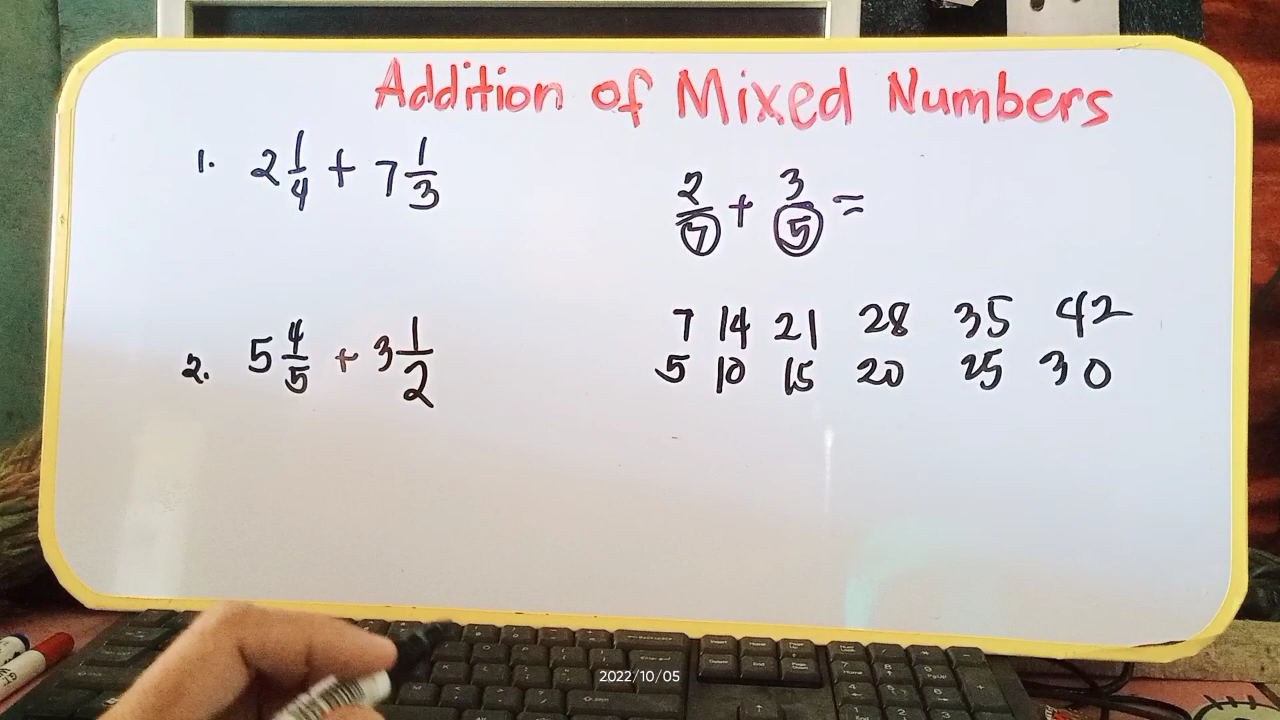 Addition of Mixed Numbers
1. 2 1/4 + 7 1/3
2/7 + 3/5 =
7 14 21 28 35 42
5 10 15 20 25 30
2. 5 4/5 + 3 1/2
2022/10/05